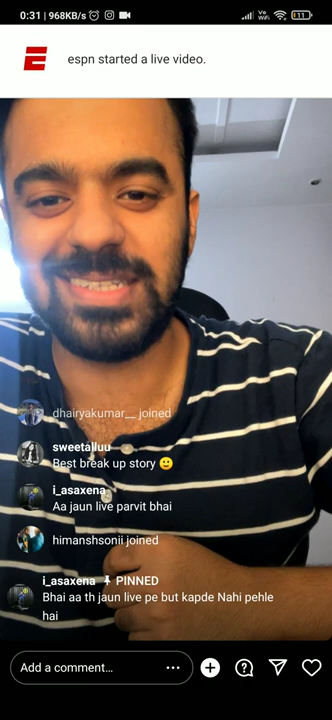 0:31 | 968KB/s
Vo
WiFi
11
E
espn started a live video.
dhairyakumar__ joined
sweetalluu
Best break up story 🙂
i_asaxena
Aa jaun live parvit bhai
himanshsonii joined
i_asaxena PINNED
Bhai aa th jaun live pe but kapde Nahi pehle
hai
Add a comment...